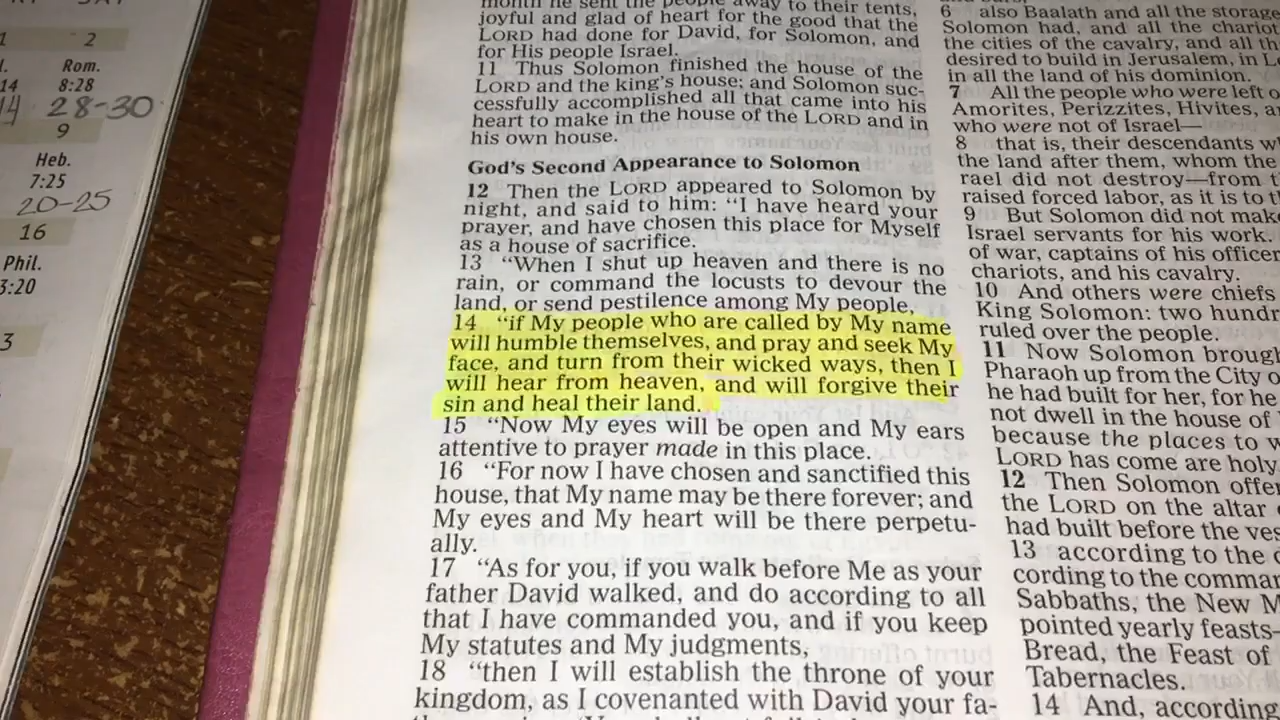 SAT
1 2
Rom.
14 8:28
14 28-30
9
Heb.
7:25
20-25
16
Phil.
3:20
3
month he sent the people away to their tents,
joyful and glad of heart for the good that the
LORD had done for David, for Solomon, and
for His people Israel.
11 Thus Solomon finished the house of the
LORD and the king's house; and Solomon suc-
cessfully accomplished all that came into his
heart to make in the house of the LORD and in
his own house.
God's Second Appearance to Solomon
12 Then the LORD appeared to Solomon by
night, and said to him: "I have heard your
prayer, and have chosen this place for Myself
as a house of sacrifice.
13 "When I shut up heaven and there is no
rain, or command the locusts to devour the
land, or send pestilence among My people,
14 "if My people who are called by My name
will humble themselves, and pray and seek My
face, and turn from their wicked ways, then I
will hear from heaven, and will forgive their
sin and heal their land.
15 "Now My eyes will be open and My ears
attentive to prayer made in this place.
16 "For now I have chosen and sanctified this
house, that My name may be there forever; and
My eyes and My heart will be there perpetu-
ally.
17 "As for you, if you walk before Me as your
father David walked, and do according to all
that I have commanded you, and if you keep
My statutes and My judgments,
18 "then I will establish the throne of your
kingdom, as I covenanted with David your fa-
6 also Baalath and all the storage
Solomon had, and all the chariot
the cities of the cavalry, and all th
desired to build in Jerusalem, in Le
in all the land of his dominion.
7 All the people who were left o
Amorites, Perizzites, Hivites, a
who were not of Israel—
8 that is, their descendants w
the land after them, whom the
rael did not destroy—from t
raised forced labor, as it is to t
9 But Solomon did not mak
Israel servants for his work.
of war, captains of his officer
chariots, and his cavalry.
10 And others were chiefs
King Solomon: two hundr
ruled over the people.
11 Now Solomon brough
Pharaoh up from the City o
he had built for her, for he
not dwell in the house of
because the places to w
LORD has come are holy
12 Then Solomon offer
the LORD on the altar
had built before the ves
13 according to the
cording to the comman
Sabbaths, the New M
pointed yearly feasts—
Bread, the Feast of
Tabernacles.
14 And, according